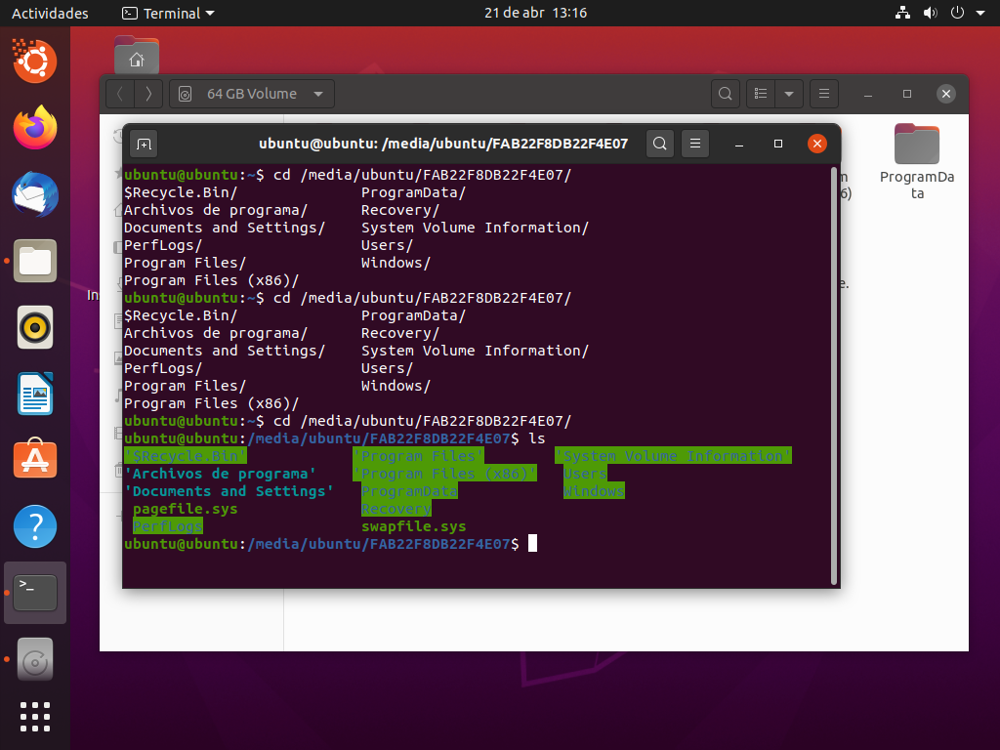 Actividades Terminal 21 de abr 13:16
64 GB Volume
ubuntu@ubuntu: /media/ubuntu/FAB22F8DB22F4E07
ubuntu@ubuntu:~$ cd /media/ubuntu/FAB22F8DB22F4E07/
$Recycle.Bin/ ProgramData/
Archivos de programa/ Recovery/
Documents and Settings/ System Volume Information/
PerfLogs/ Users/
Program Files/ Windows/
Program Files (x86)/
ubuntu@ubuntu:~$ cd /media/ubuntu/FAB22F8DB22F4E07/
$Recycle.Bin/ ProgramData/
Archivos de programa/ Recovery/
Documents and Settings/ System Volume Information/
PerfLogs/ Users/
Program Files/ Windows/
Program Files (x86)/
ubuntu@ubuntu:~$ cd /media/ubuntu/FAB22F8DB22F4E07/
ubuntu@ubuntu:/media/ubuntu/FAB22F8DB22F4E07$ ls
'$Recycle.Bin' 'Program Files' 'System Volume Information'
'Archivos de programa' 'Program Files (x86)' Users
'Documents and Settings' ProgramData Windows
pagefile.sys Recovery
PerfLogs swapfile.sys
ubuntu@ubuntu:/media/ubuntu/FAB22F8DB22F4E07$
ProgramDa
ta